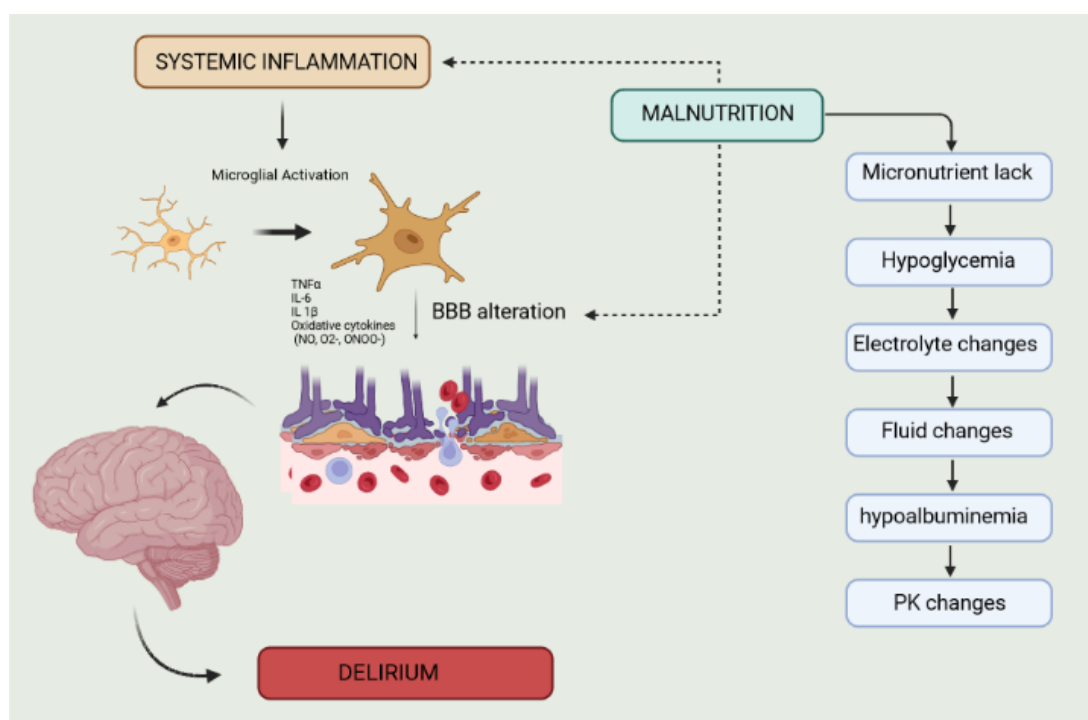 SYSTEMIC INFLAMMATION
MALNUTRITION
Microglial Activation
TNFα
IL-6
IL 1β
Oxidative cytokines
(NO, O2-, ONOO-)
BBB alteration
DELIRIUM
Micronutrient lack
Hypoglycemia
Electrolyte changes
Fluid changes
hypoalbuminemia
PK changes